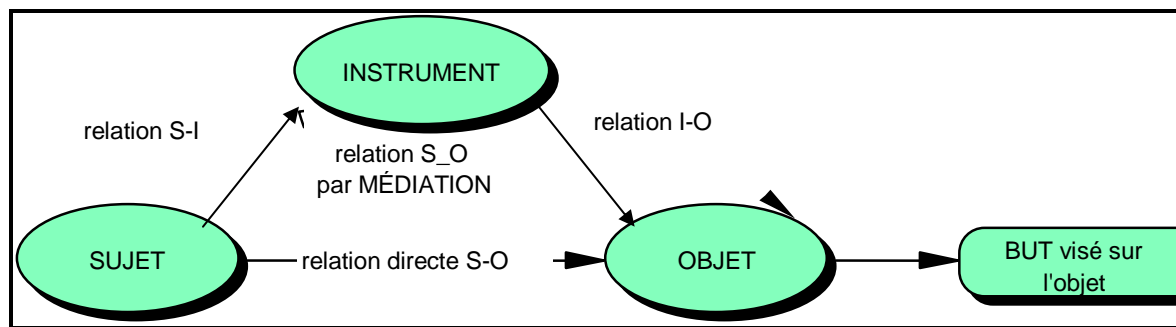 INSTRUMENT
relation S-I
relation I-O
relation S_O
par MÉDIATION
SUJET
relation directe S-O
OBJET
BUT visé sur
l'objet